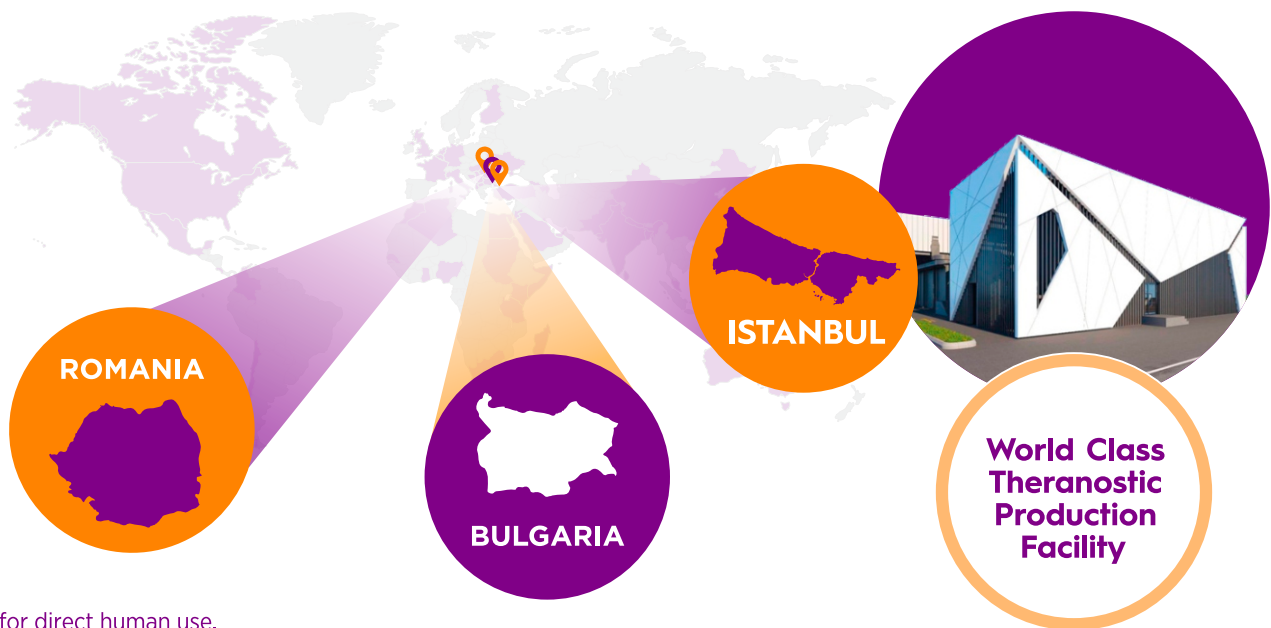 ROMANIA
BULGARIA
ISTANBUL
World Class
Theranostic
Production
Facility
for direct human use.